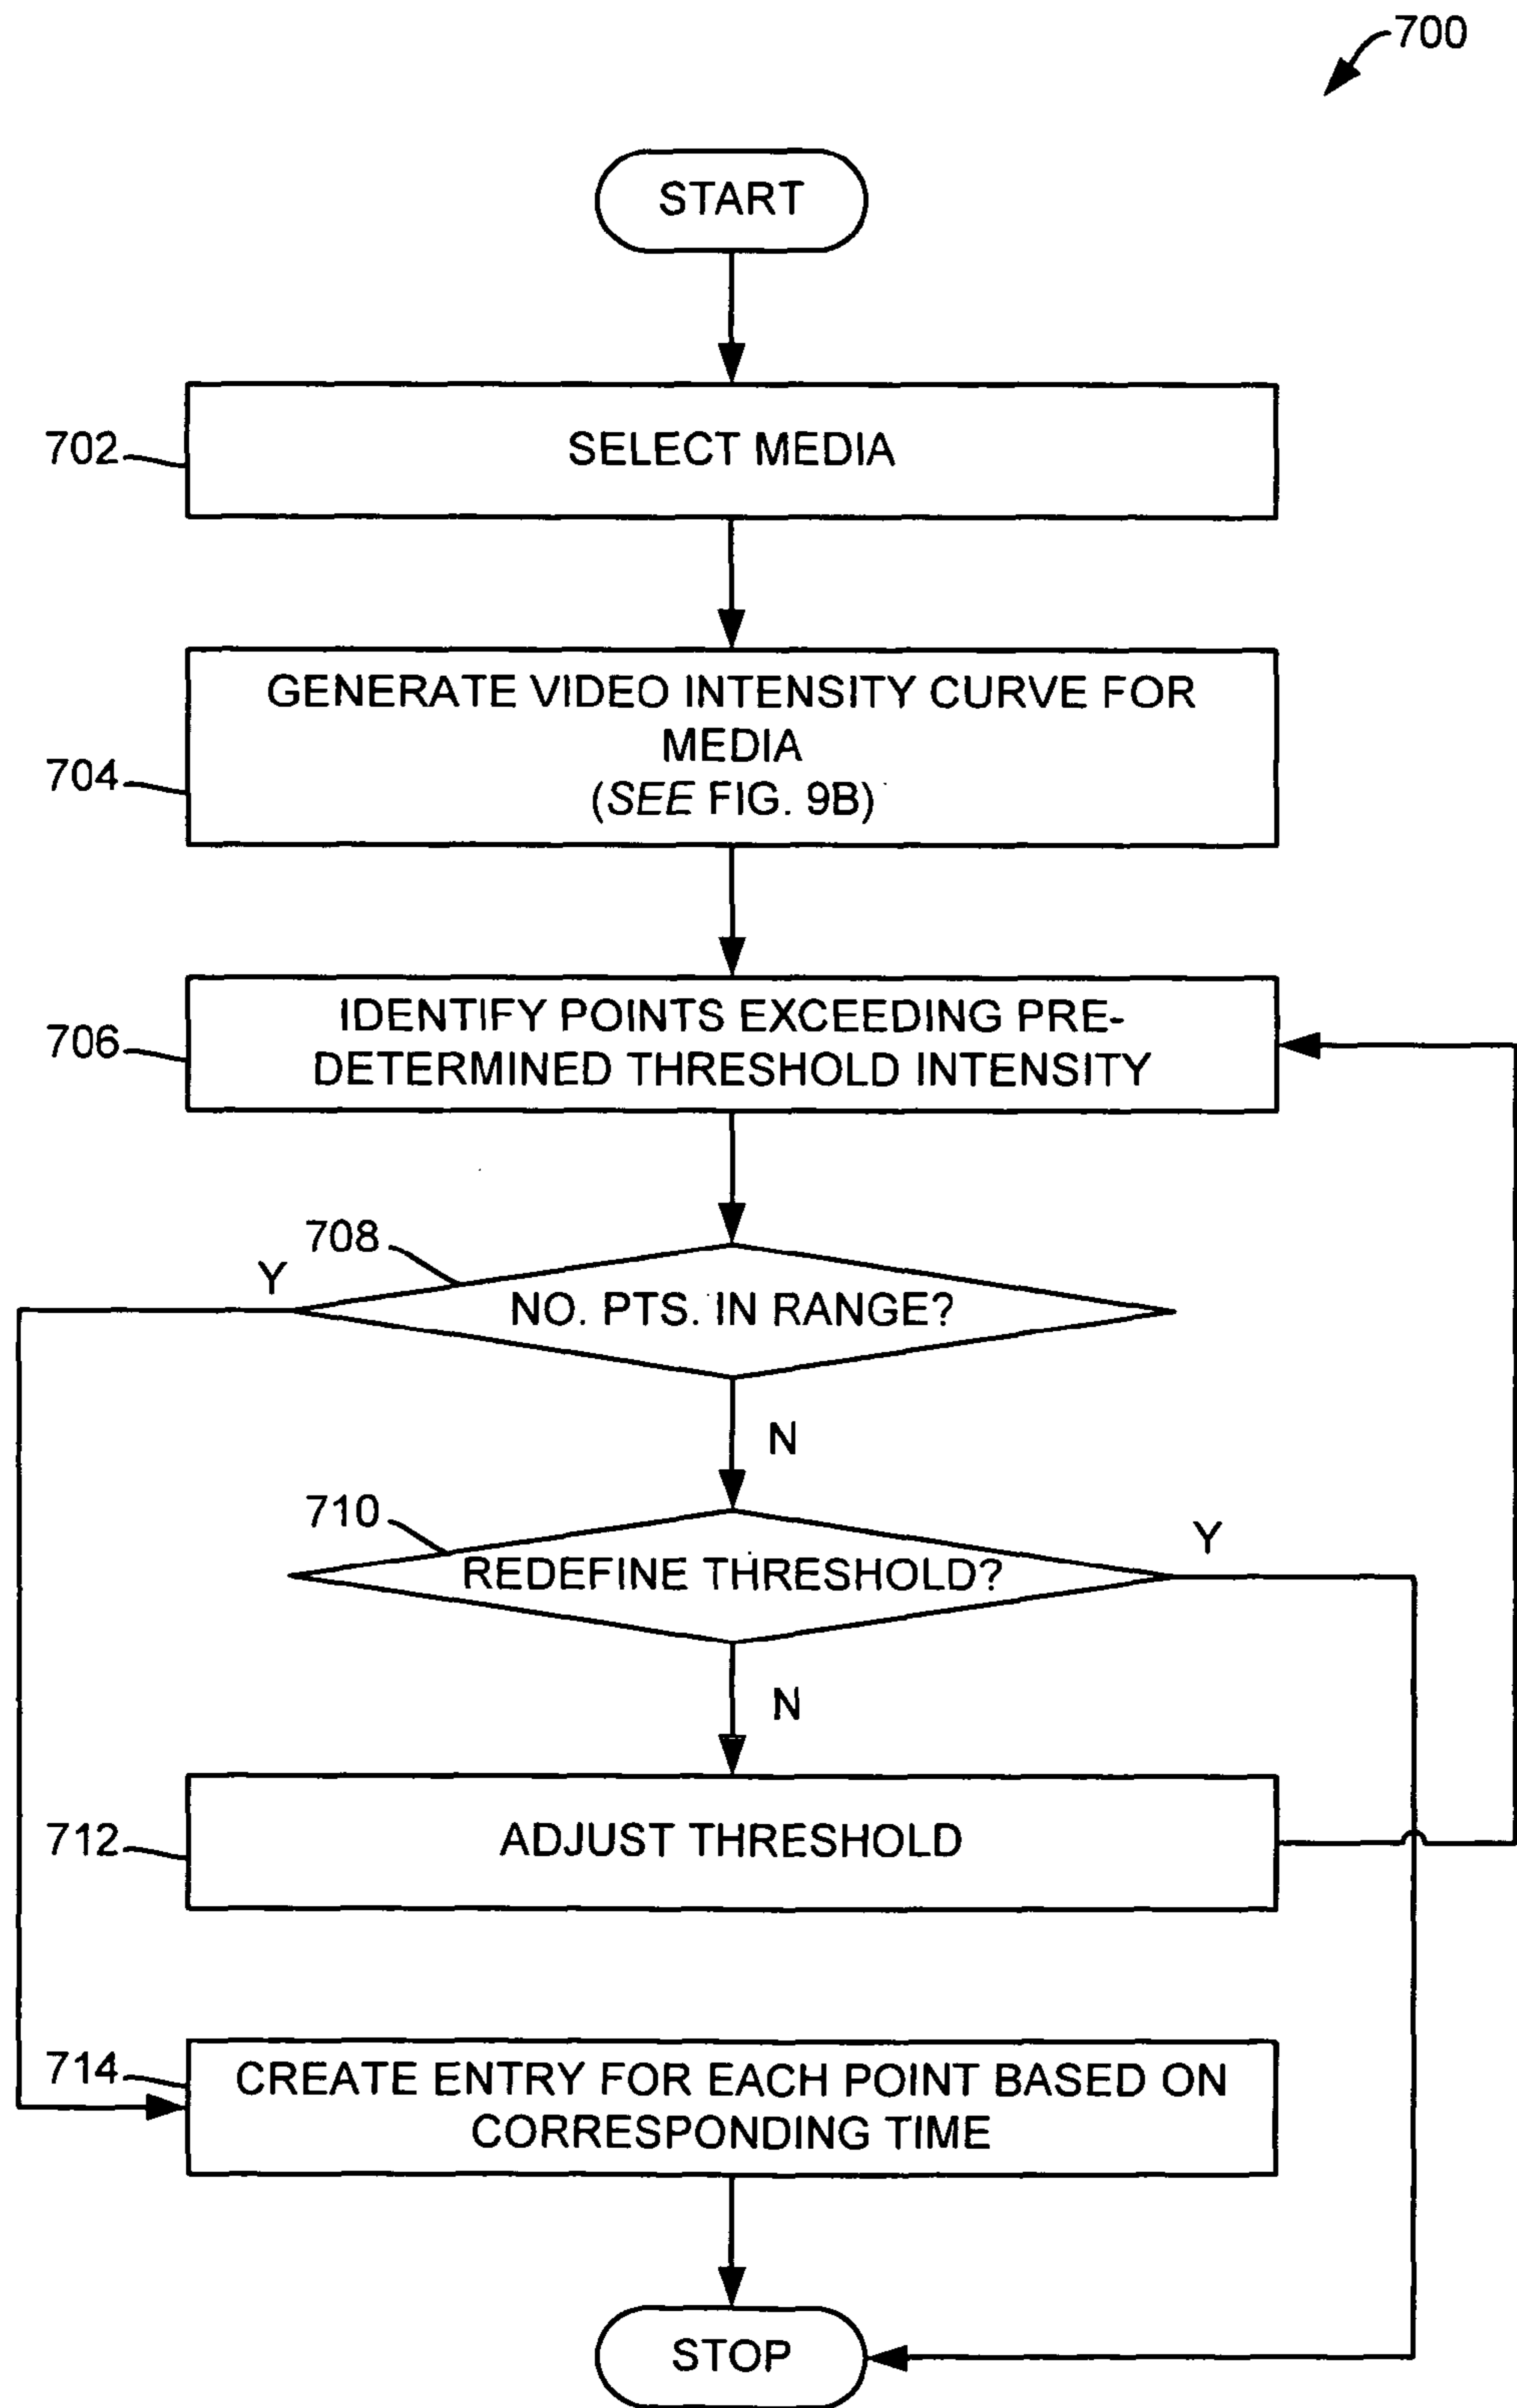 700
START
702
SELECT MEDIA
GENERATE VIDEO INTENSITY CURVE FOR
MEDIA
704
(SEE FIG. 9B)
IDENTIFY POINTS EXCEEDING PRE-
706
DETERMINED THRESHOLD INTENSITY
708
Y
NO. PTS. IN RANGE?
N
710
Y
REDEFINE THRESHOLD?
N
712
ADJUST THRESHOLD
714
CREATE ENTRY FOR EACH POINT BASED ON
CORRESPONDING TIME
STOP